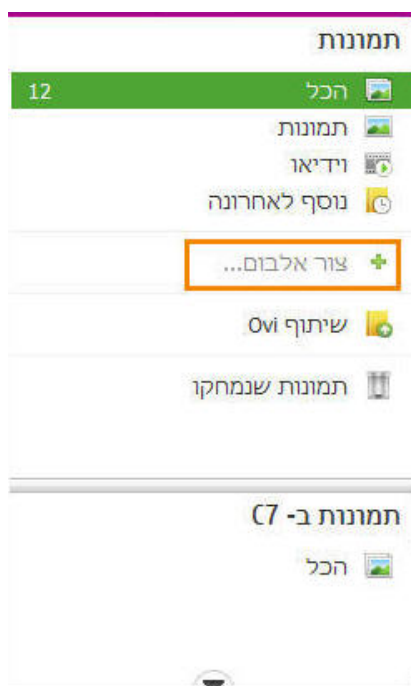 תמונות
הכל 12
תמונות
וידיאו
נוסף לאחרונה
צור אלבום...
שיתוף Ovi
תמונות שנמחקו
תמונות ב- C7
הכל